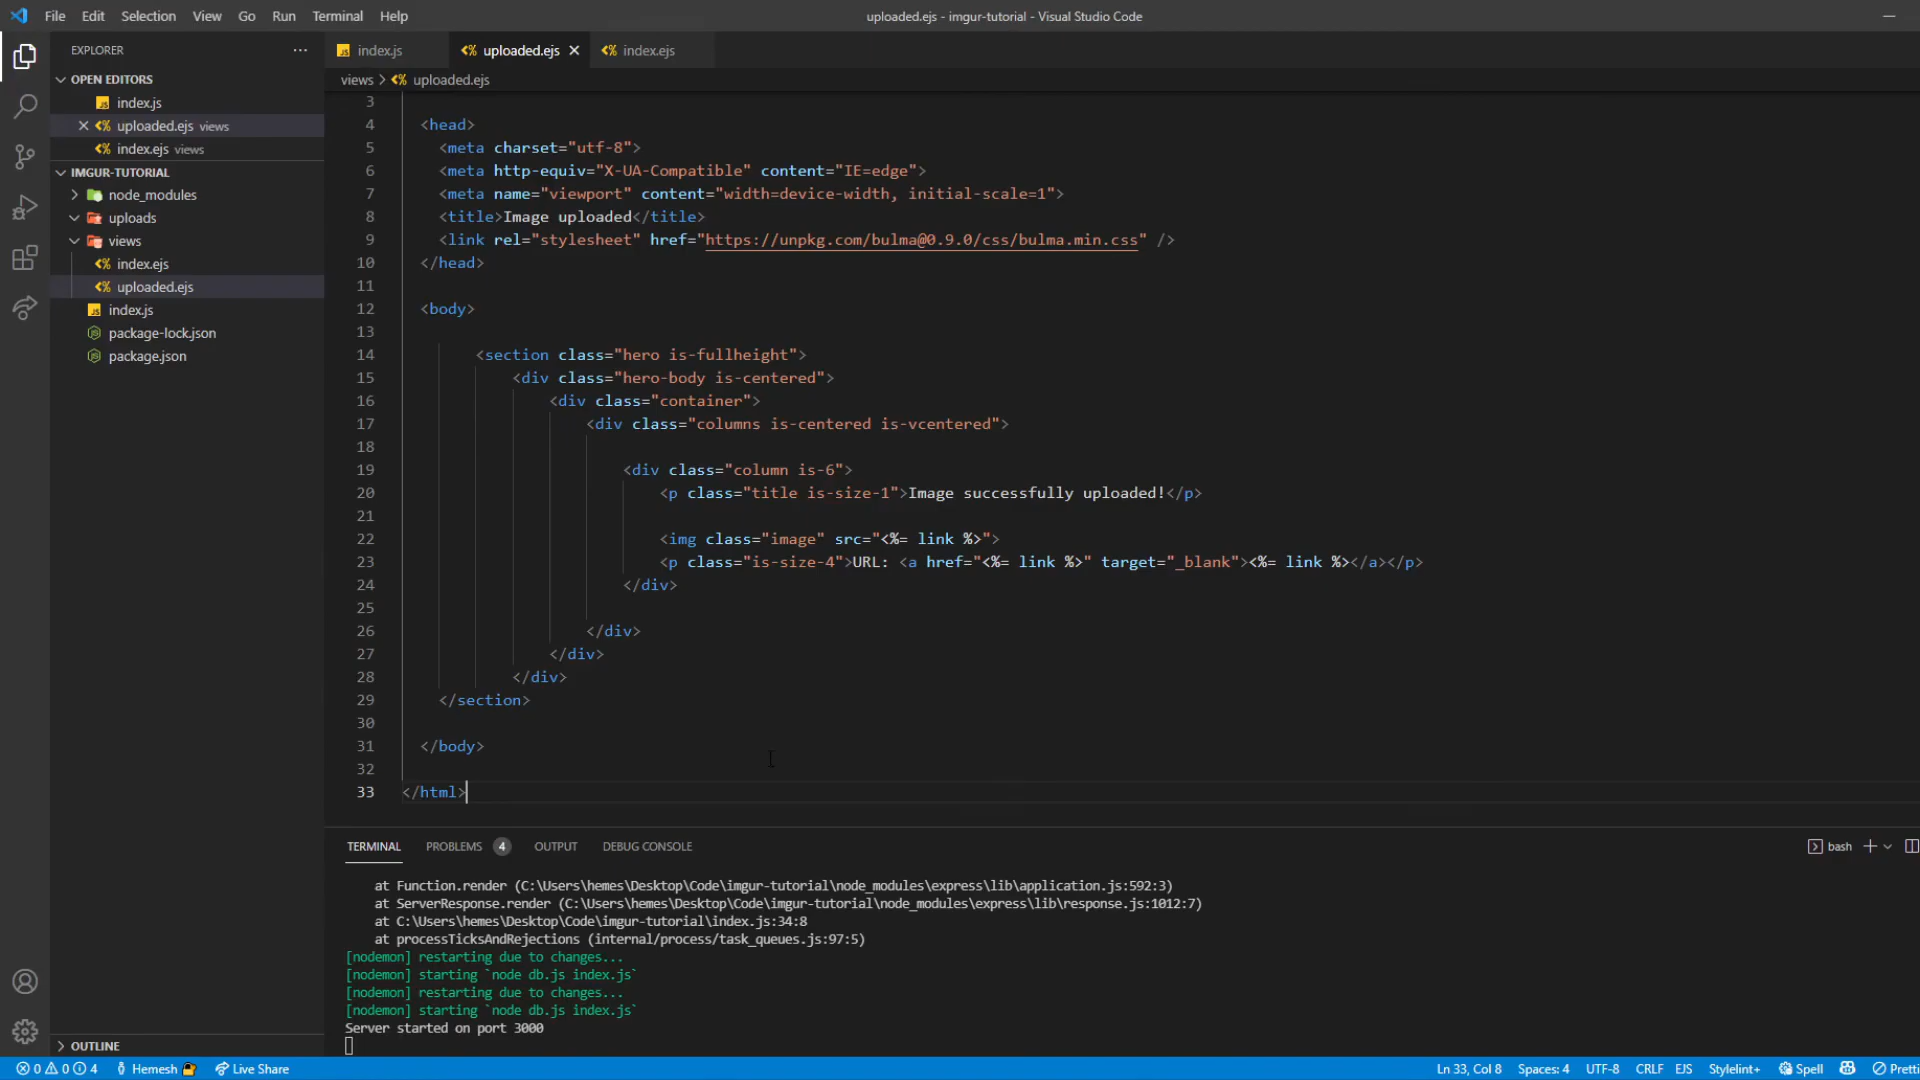 File Edit Selection View Go Run Terminal Help
uploaded.ejs - imgur-tutorial - Visual Studio Code
EXPLORER
OPEN EDITORS
index.js
uploaded.ejs views
index.ejs views
IMGUR-TUTORIAL
node_modules
uploads
views
index.ejs
uploaded.ejs
index.js
package-lock.json
package.json
OUTLINE
index.js uploaded.ejs index.ejs
views > uploaded.ejs
3
4 <head>
5 <meta charset="utf-8">
6 <meta http-equiv="X-UA-Compatible" content="IE=edge">
7 <meta name="viewport" content="width=device-width, initial-scale=1">
8 <title>Image uploaded</title>
9 <link rel="stylesheet" href="https://unpkg.com/bulma@0.9.0/css/bulma.min.css" />
10 </head>
11
12 <body>
13
14 <section class="hero is-fullheight">
15 <div class="hero-body is-centered">
16 <div class="container">
17 <div class="columns is-centered is-vcentered">
18
19 <div class="column is-6">
20 <p class="title is-size-1">Image successfully uploaded!</p>
21
22 <img class="image" src="<%= link %>">
23 <p class="is-size-4">URL: <a href="<%= link %>" target="_blank"><%= link %></a></p>
24 </div>
25
26 </div>
27 </div>
28 </div>
29 </section>
30
31 </body>
32
33 </html>
TERMINAL PROBLEMS 4 OUTPUT DEBUG CONSOLE
bash
at Function.render (C:\Users\hemes\Desktop\Code\imgur-tutorial\node_modules\express\lib\application.js:592:3)
at ServerResponse.render (C:\Users\hemes\Desktop\Code\imgur-tutorial\node_modules\express\lib\response.js:1012:7)
at C:\Users\hemes\Desktop\Code\imgur-tutorial\index.js:34:8
at processTicksAndRejections (internal/process/task_queues.js:97:5)
[nodemon] restarting due to changes...
[nodemon] starting `node db.js index.js`
[nodemon] restarting due to changes...
[nodemon] starting `node db.js index.js`
Server started on port 3000
0 0 4 Hemesh Live Share
Ln 33, Col 8 Spaces: 4 UTF-8 CRLF EJS Stylelint+ Spell Pretti